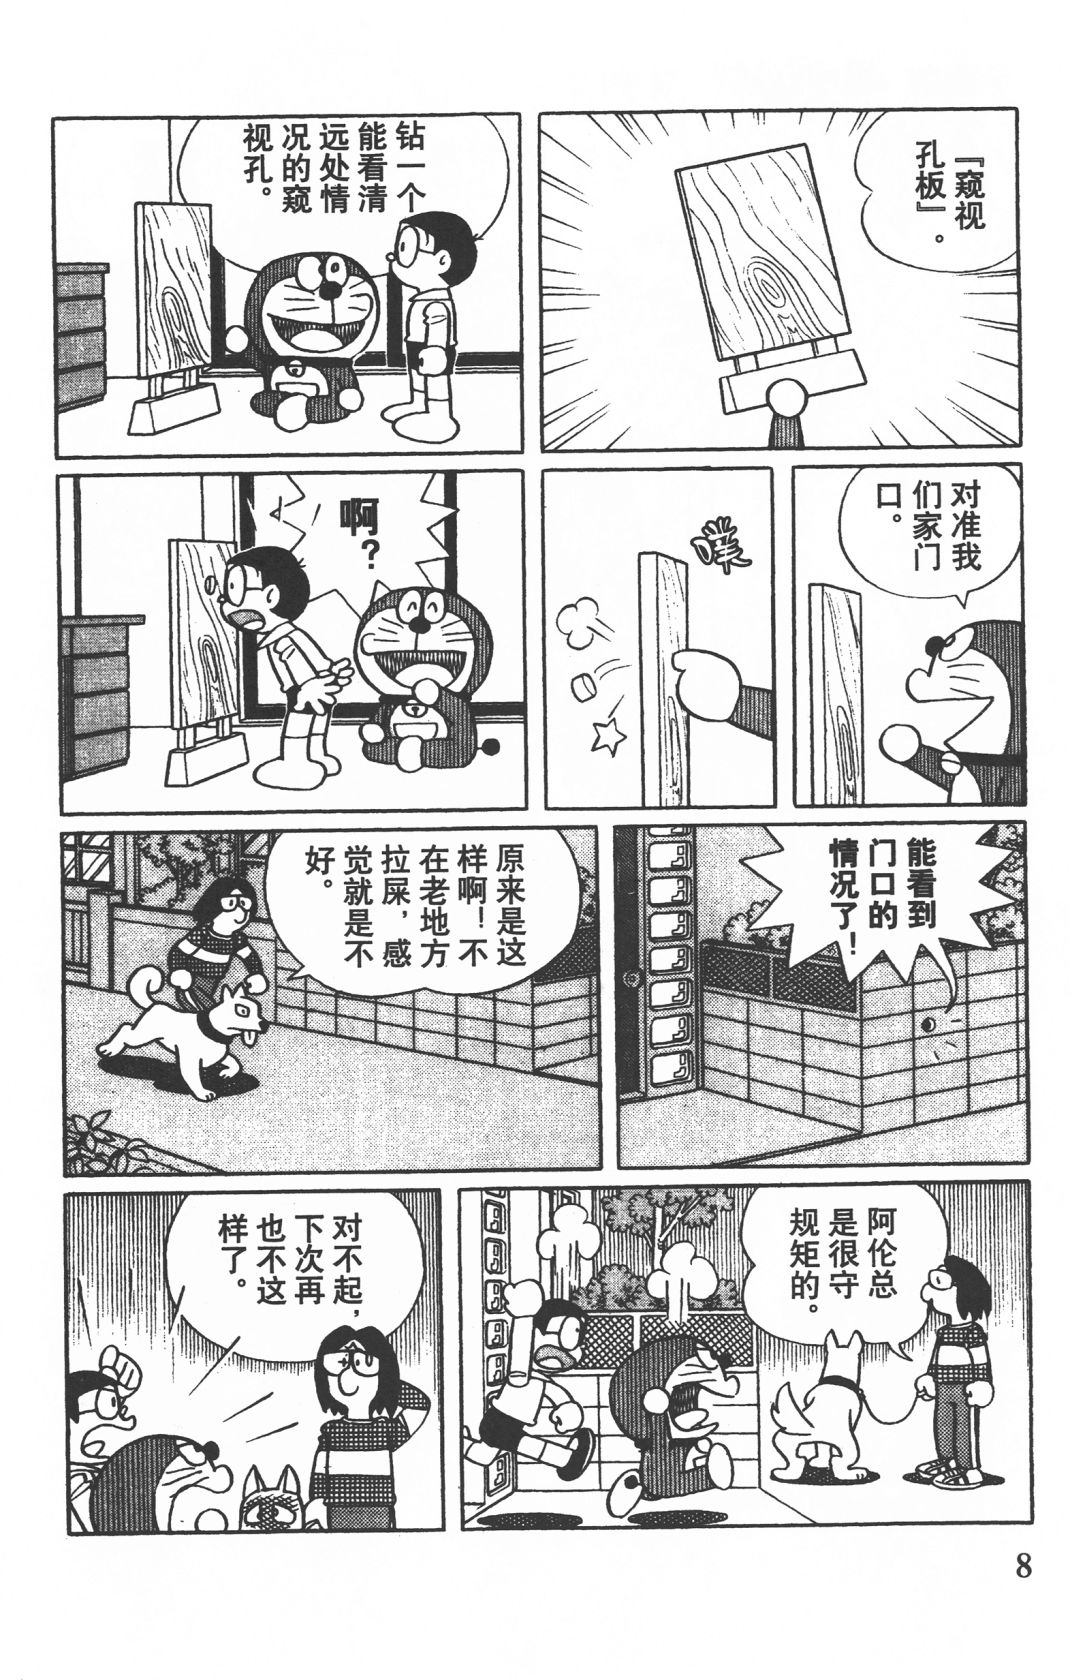 『窥视
孔板』。
钻一个
能看清
远处情
况的窥
视孔。
对准我
们家门
口。
噗
啊？
能看到
门口的
情况了！
原来是这
样啊！不
在老地方
拉屎，感
觉就是不
好。
阿伦总
是很守
规矩的。
对不起，
下次再
也不这
样了。
8